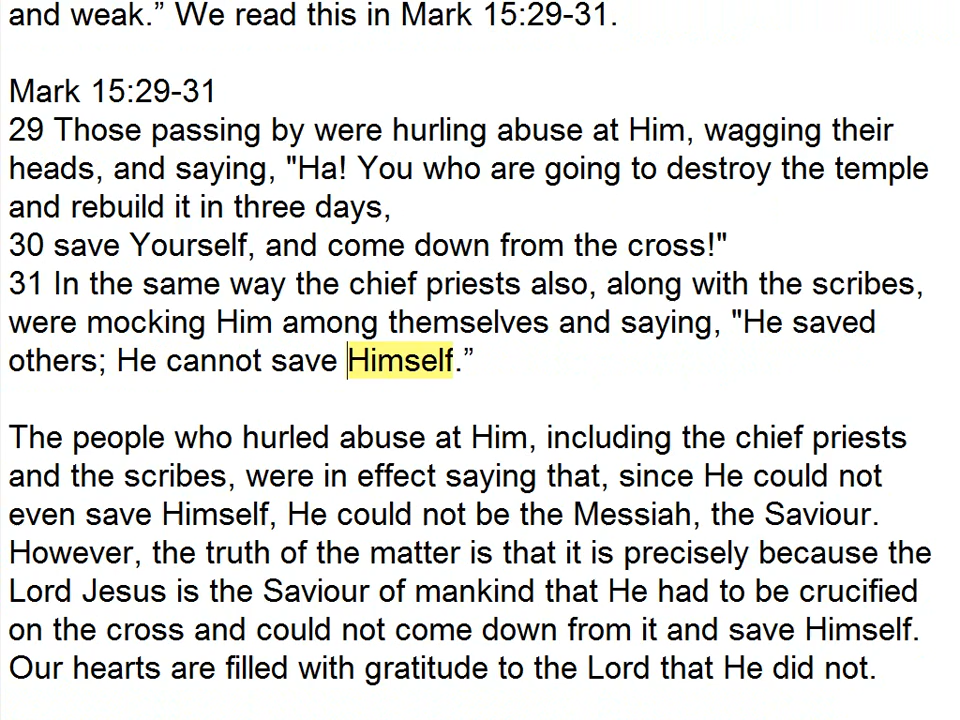 and weak.” We read this in Mark 15:29-31.
Mark 15:29-31
29 Those passing by were hurling abuse at Him, wagging their
heads, and saying, "Ha! You who are going to destroy the temple
and rebuild it in three days,
30 save Yourself, and come down from the cross!"
31 In the same way the chief priests also, along with the scribes,
were mocking Him among themselves and saying, "He saved
others; He cannot save Himself.”
The people who hurled abuse at Him, including the chief priests
and the scribes, were in effect saying that, since He could not
even save Himself, He could not be the Messiah, the Saviour.
However, the truth of the matter is that it is precisely because the
Lord Jesus is the Saviour of mankind that He had to be crucified
on the cross and could not come down from it and save Himself.
Our hearts are filled with gratitude to the Lord that He did not.